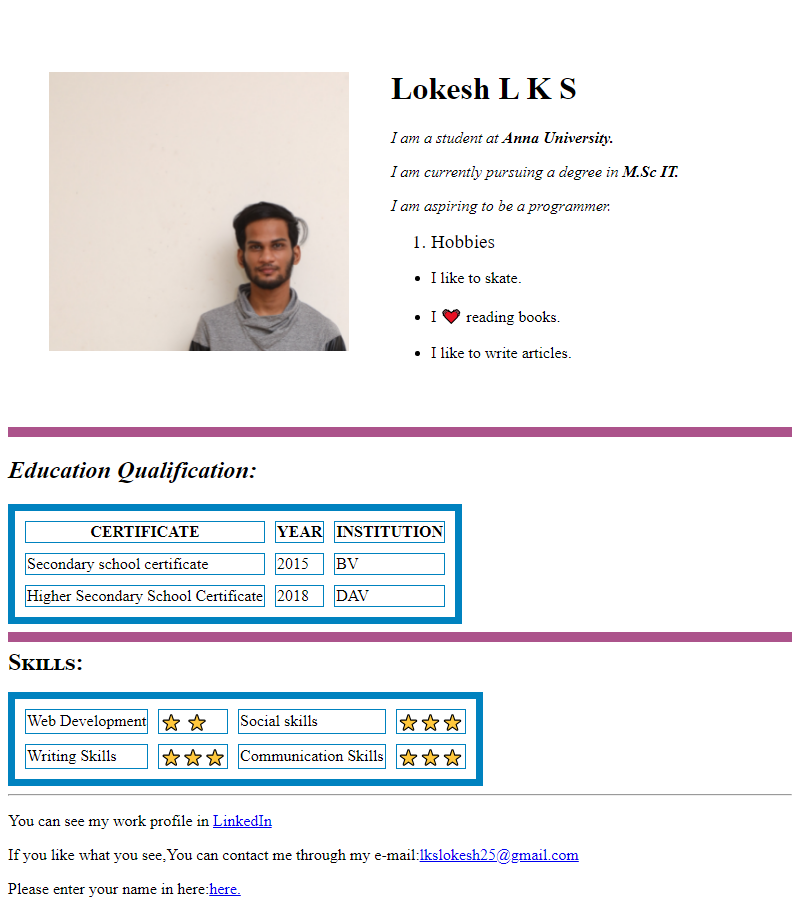 Lokesh L K S
I am a student at Anna University.
I am currently pursuing a degree in M.Sc IT.
I am aspiring to be a programmer.
1. Hobbies
• I like to skate.
• I ❤ reading books.
• I like to write articles.
Education Qualification:
CERTIFICATE YEAR INSTITUTION
Secondary school certificate 2015 BV
Higher Secondary School Certificate 2018 DAV
Skills:
Web Development ⭐ ⭐ Social skills ⭐⭐⭐
Writing Skills ⭐⭐⭐ Communication Skills ⭐⭐⭐
You can see my work profile in LinkedIn
If you like what you see,You can contact me through my e-mail:lkslokesh25@gmail.com
Please enter your name in here:here.